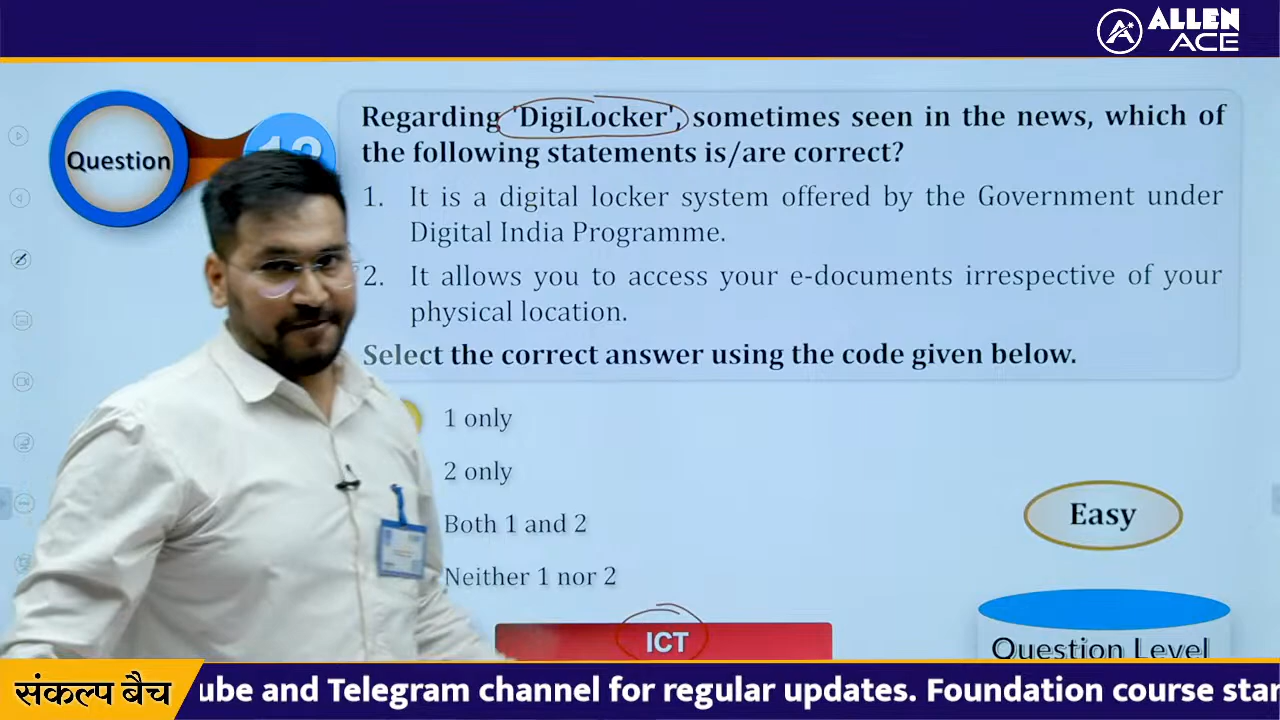 ALLEN
ACE
Question
Regarding 'DigiLocker', sometimes seen in the news, which of
the following statements is/are correct?
1. It is a digital locker system offered by the Government under
Digital India Programme.
2. It allows you to access your e-documents irrespective of your
physical location.
Select the correct answer using the code given below.
1 only
2 only
Both 1 and 2
Neither 1 nor 2
Easy
ICT
Question Level
संकल्प बैच
ube and Telegram channel for regular updates. Foundation course star